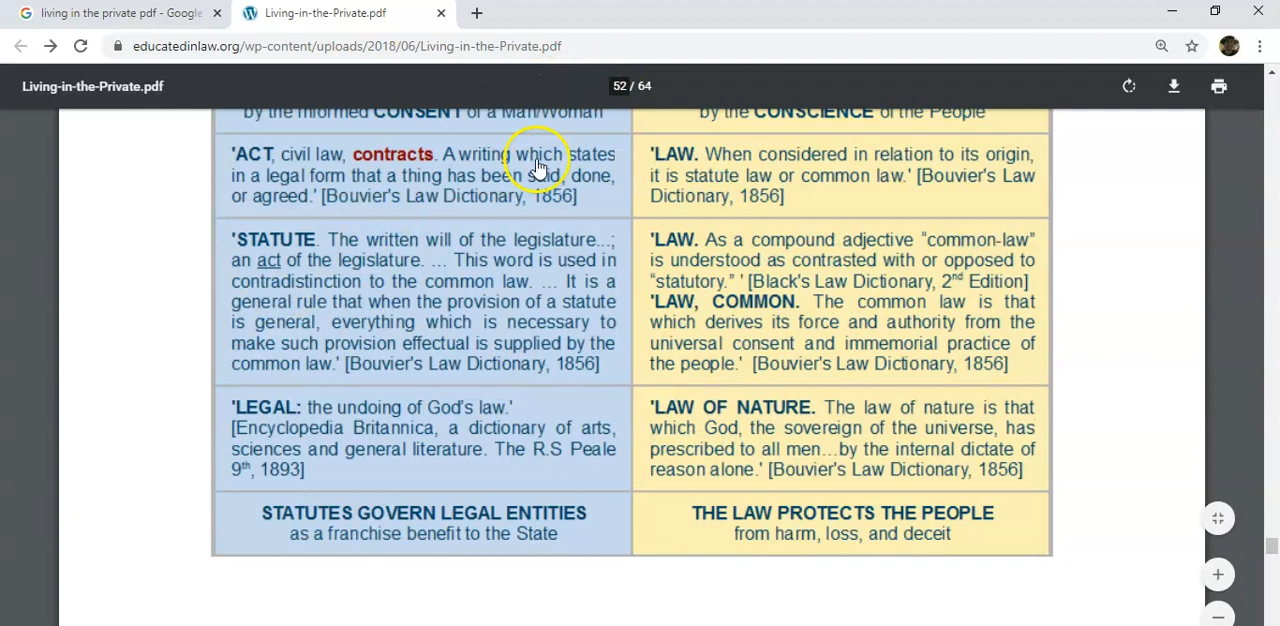 living in the private pdf - Google
Living-in-the-Private.pdf
educatedinlaw.org/wp-content/uploads/2018/06/Living-in-the-Private.pdf
Living-in-the-Private.pdf
52 / 64
by the informed CONSENT of a Man/Woman
'ACT, civil law, contracts. A writing which states
in a legal form that a thing has been said, done,
or agreed.' [Bouvier's Law Dictionary, 1856]
'STATUTE. The written will of the legislature...;
an act of the legislature. ... This word is used in
contradistinction to the common law. ... It is a
general rule that when the provision of a statute
is general, everything which is necessary to
make such provision effectual is supplied by the
common law.' [Bouvier's Law Dictionary, 1856]
'LEGAL: the undoing of God's law.'
[Encyclopedia Britannica, a dictionary of arts,
sciences and general literature. The R.S Peale
9th, 1893]
STATUTES GOVERN LEGAL ENTITIES
as a franchise benefit to the State
by the CONSCIENCE of the People
'LAW. When considered in relation to its origin,
it is statute law or common law.' [Bouvier's Law
Dictionary, 1856]
'LAW. As a compound adjective “common-law”
is understood as contrasted with or opposed to
“statutory.” ' [Black's Law Dictionary, 2nd Edition]
'LAW, COMMON. The common law is that
which derives its force and authority from the
universal consent and immemorial practice of
the people.' [Bouvier's Law Dictionary, 1856]
'LAW OF NATURE. The law of nature is that
which God, the sovereign of the universe, has
prescribed to all men...by the internal dictate of
reason alone.' [Bouvier's Law Dictionary, 1856]
THE LAW PROTECTS THE PEOPLE
from harm, loss, and deceit